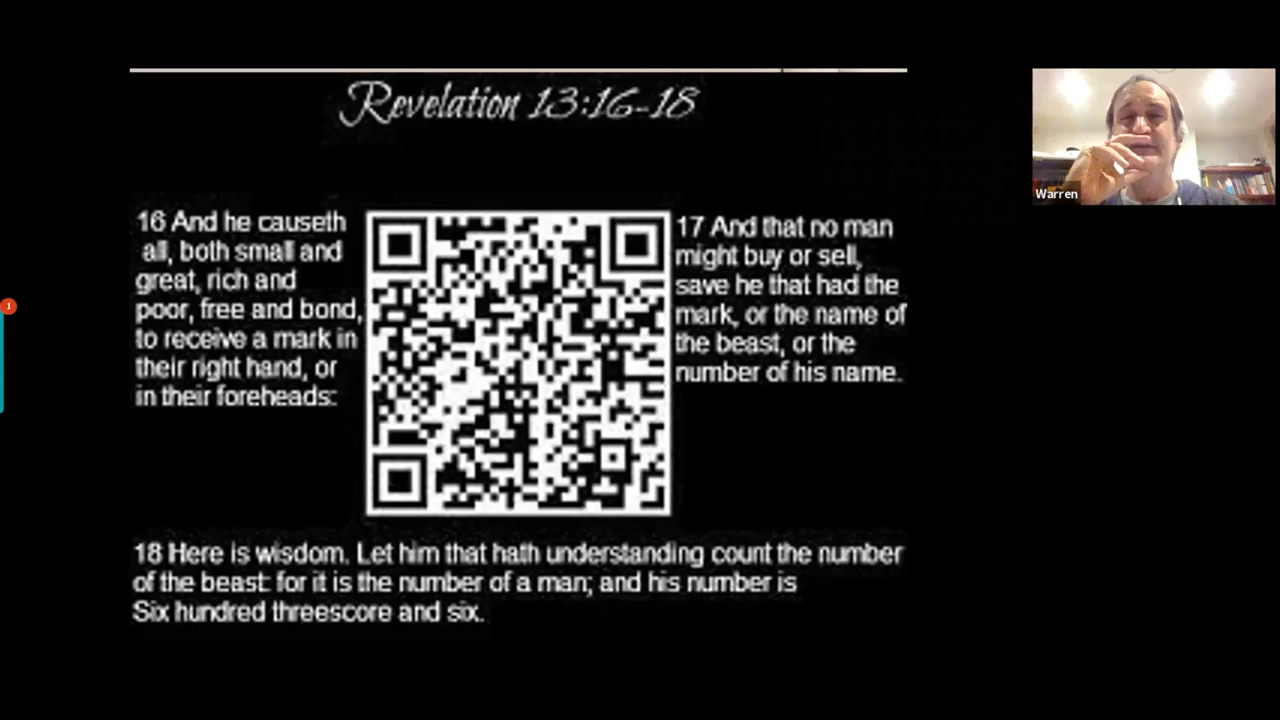 Revelation 13:16-18
16 And he causeth
all, both small and
great, rich and
poor, free and bond,
to receive a mark in
their right hand, or
in their foreheads:
17 And that no man
might buy or sell,
save he that had the
mark, or the name of
the beast, or the
number of his name.
18 Here is wisdom. Let him that hath understanding count the number
of the beast: for it is the number of a man; and his number is
Six hundred threescore and six.
Warren
1